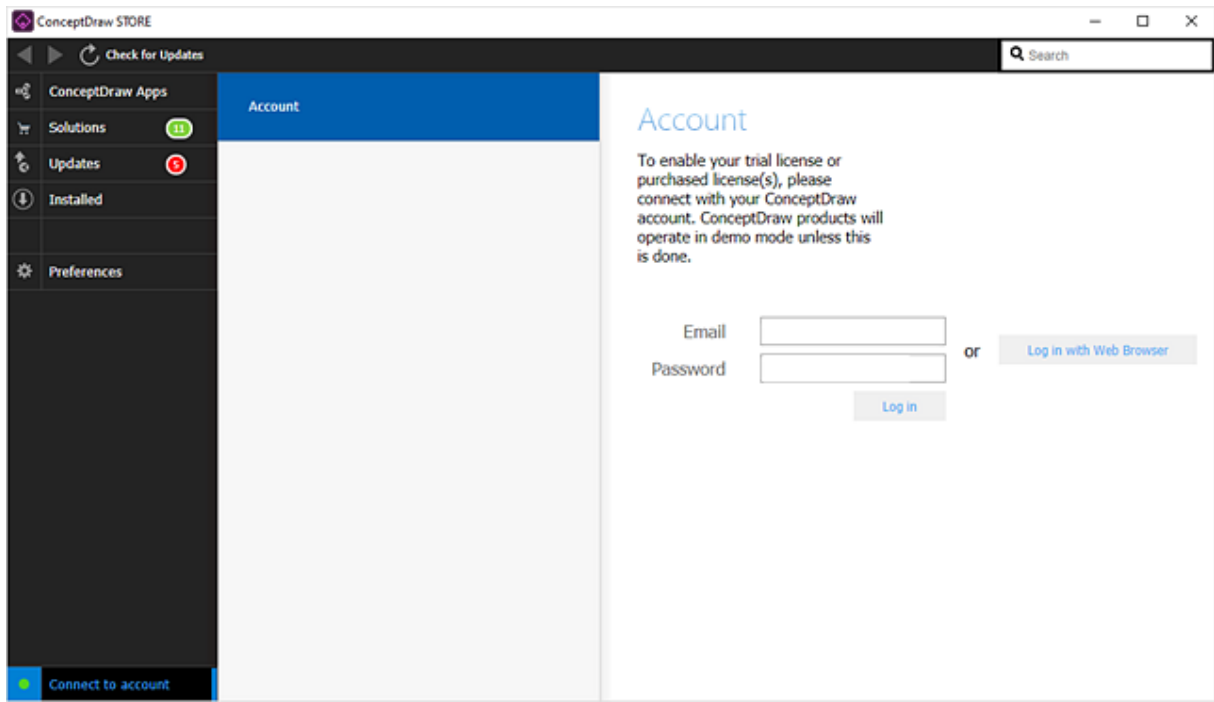 ConceptDraw STORE
Check for Updates
Search
ConceptDraw Apps
Solutions
11
Updates
5
Installed
Preferences
Connect to account
Account
Account
To enable your trial license or
purchased license(s), please
connect with your ConceptDraw
account. ConceptDraw products will
operate in demo mode unless this
is done.
Email
Password
Log in
or
Log in with Web Browser